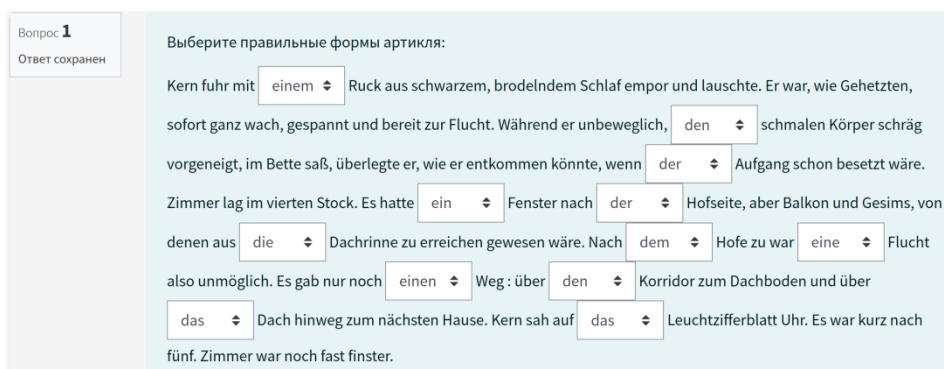 Вопрос 1
Ответ сохранен
Выберите правильные формы артикля:
Kern fuhr mit einem Ruck aus schwarzem, brodelndem Schlaf empor und lauschte. Er war, wie Gehetzten,
sofort ganz wach, gespannt und bereit zur Flucht. Während er unbeweglich, den schmalen Körper schräg
vorgeneigt, im Bette saß, überlegte er, wie er entkommen könnte, wenn der Aufgang schon besetzt wäre.
Zimmer lag im vierten Stock. Es hatte ein Fenster nach der Hofseite, aber Balkon und Gesims, von
denen aus die Dachrinne zu erreichen gewesen wäre. Nach dem Hofe zu war eine Flucht
also unmöglich. Es gab nur noch einen Weg : über den Korridor zum Dachboden und über
das Dach hinweg zum nächsten Hause. Kern sah auf das Leuchtzifferblatt Uhr. Es war kurz nach
fünf. Zimmer war noch fast finster.